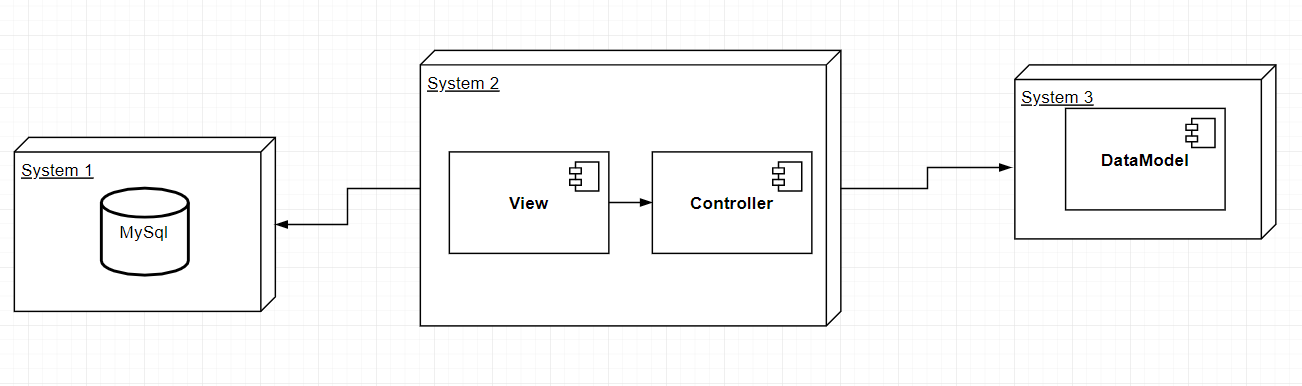 System 1
MySql
System 2
View
Controller
System 3
DataModel